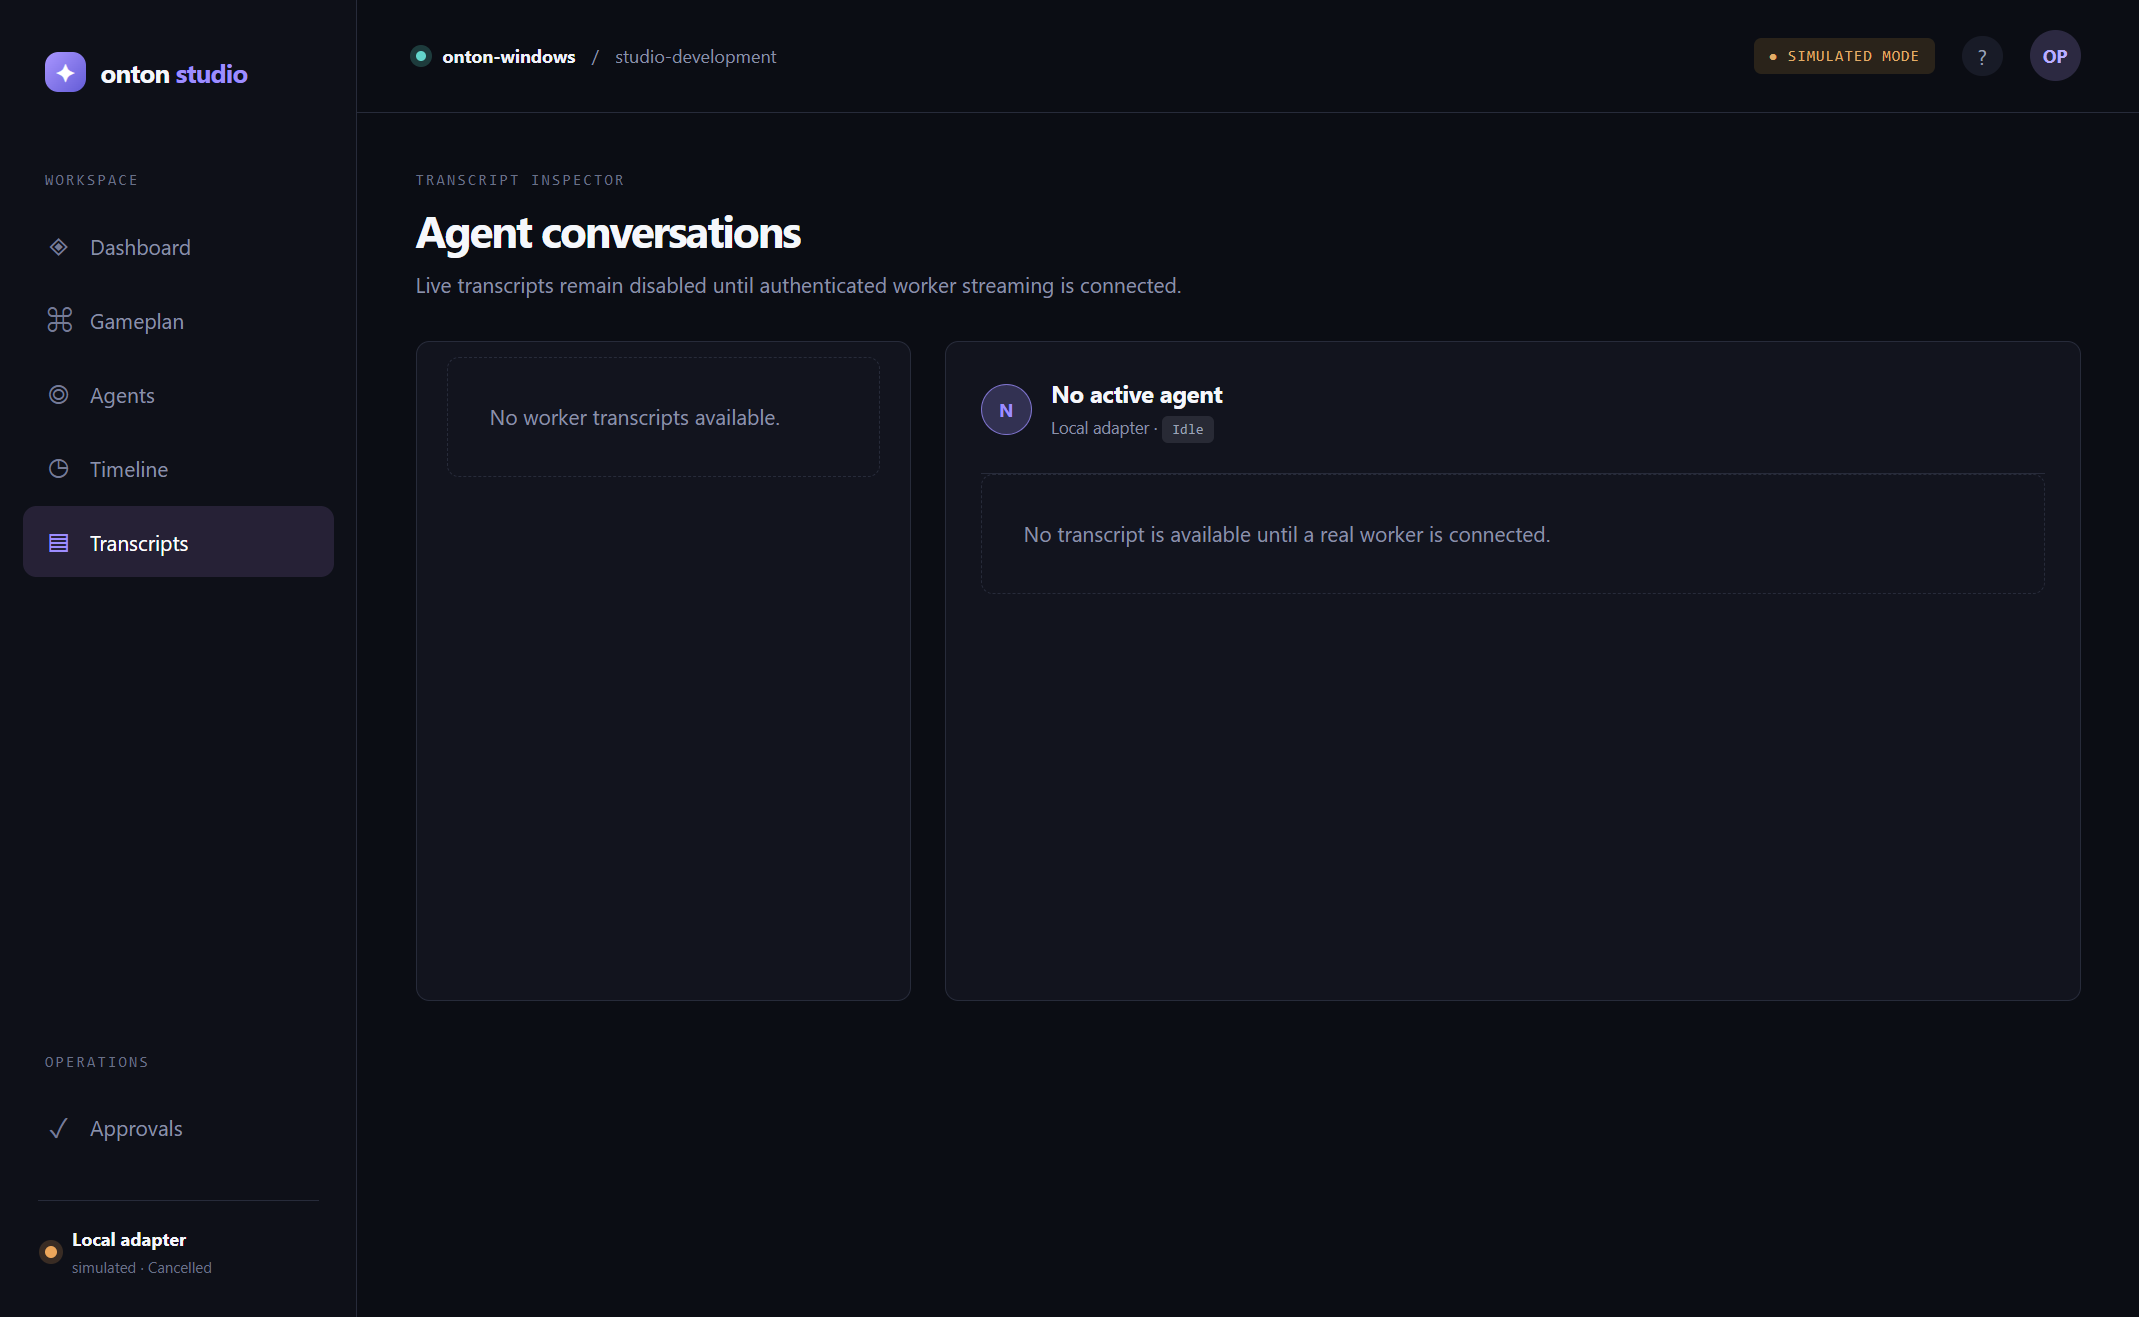 onton studio
WORKSPACE
Dashboard
Gameplan
Agents
Timeline
Transcripts
OPERATIONS
Approvals
Local adapter
simulated · Cancelled
onton-windows / studio-development
SIMULATED MODE
?
OP
TRANSCRIPT INSPECTOR
Agent conversations
Live transcripts remain disabled until authenticated worker streaming is connected.
No worker transcripts available.
N
No active agent
Local adapter · Idle
No transcript is available until a real worker is connected.